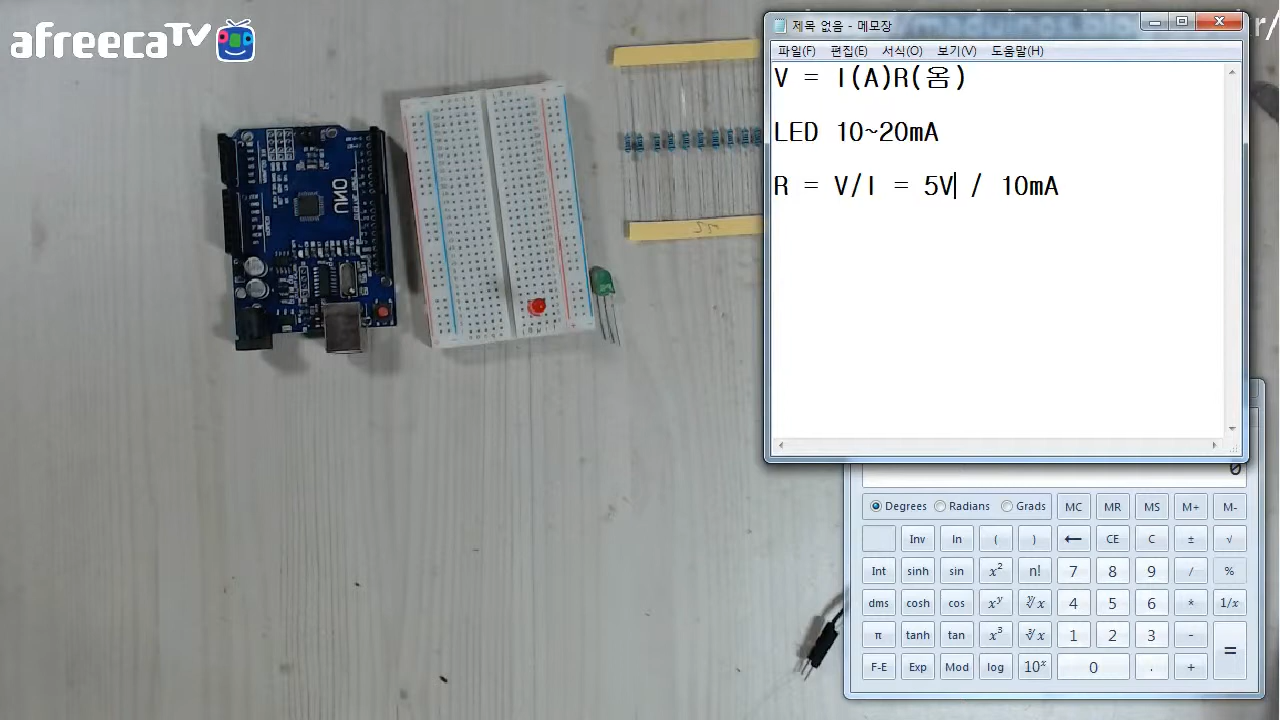 afreecaTV
제목 없음 - 메모장
파일(F) 편집(E) 서식(O) 보기(V) 도움말(H)
V = I(A)R(옴)
LED 10~20mA
R = V/I = 5V / 10mA
UNO
0
Degrees Radians Grads MC MR MS M+ M-
Inv ln ( ) ← CE C ± √
Int sinh sin x² n! 7 8 9 / %
dms cosh cos xʸ ʸ√x 4 5 6 * 1/x
π tanh tan x³ ³√x 1 2 3 - =
F-E Exp Mod log 10ˣ 0 . +